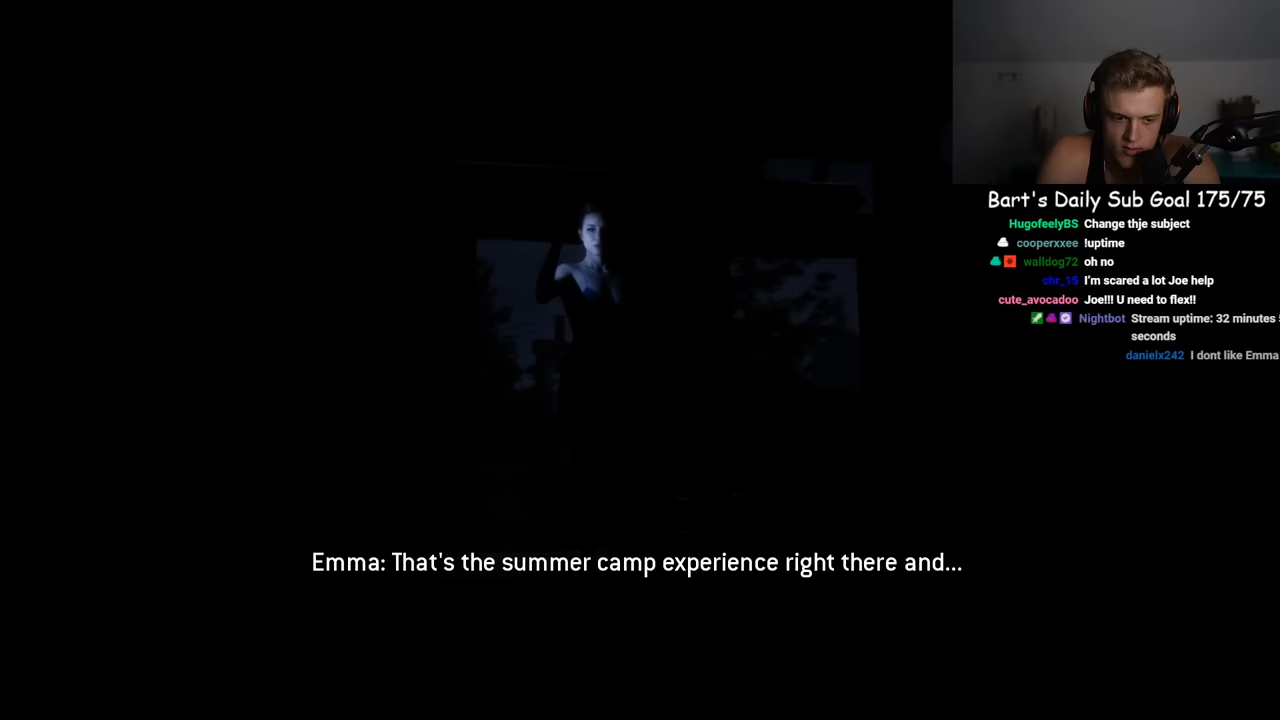 Bart's Daily Sub Goal 175/75
HugofeelyBS Change thje subject
cooperxxee !uptime
walldog72 oh no
chr_15 I'm scared a lot Joe help
cute_avocadoo Joe!!! U need to flex!!
Nightbot Stream uptime: 32 minutes
seconds
danielx242 I dont like Emma
Emma: That's the summer camp experience right there and...